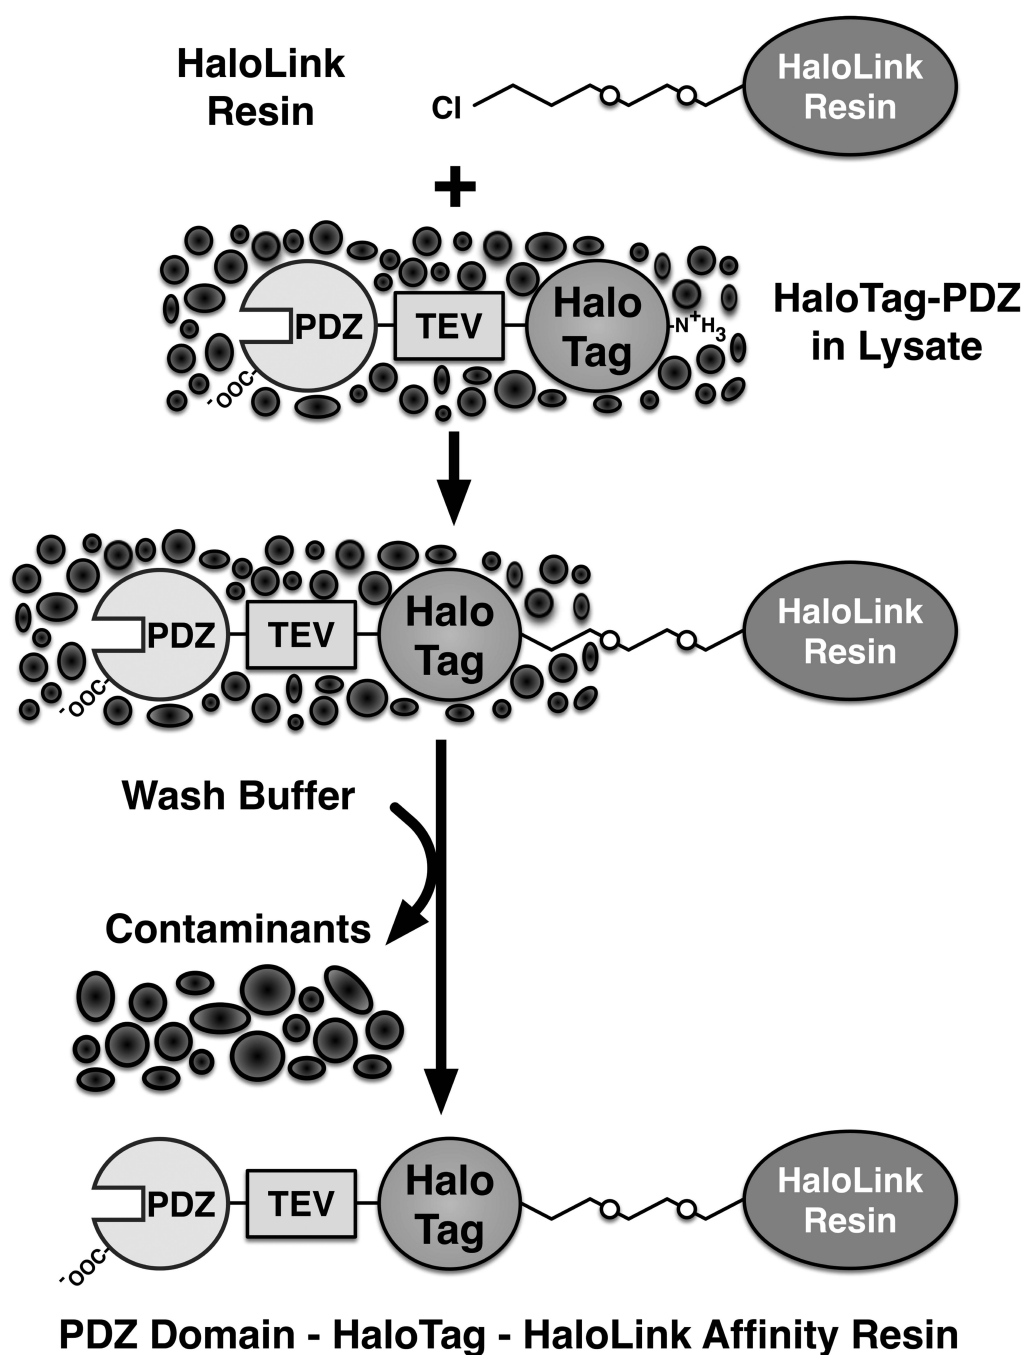 HaloLink
Resin
Cl
HaloLink
Resin
+
PDZ
TEV
Halo
Tag
-N+H3
-OOC-
HaloTag-PDZ
in Lysate
PDZ
TEV
Halo
Tag
-OOC-
HaloLink
Resin
Wash Buffer
Contaminants
PDZ
TEV
Halo
Tag
-OOC-
HaloLink
Resin
PDZ Domain - HaloTag - HaloLink Affinity Resin